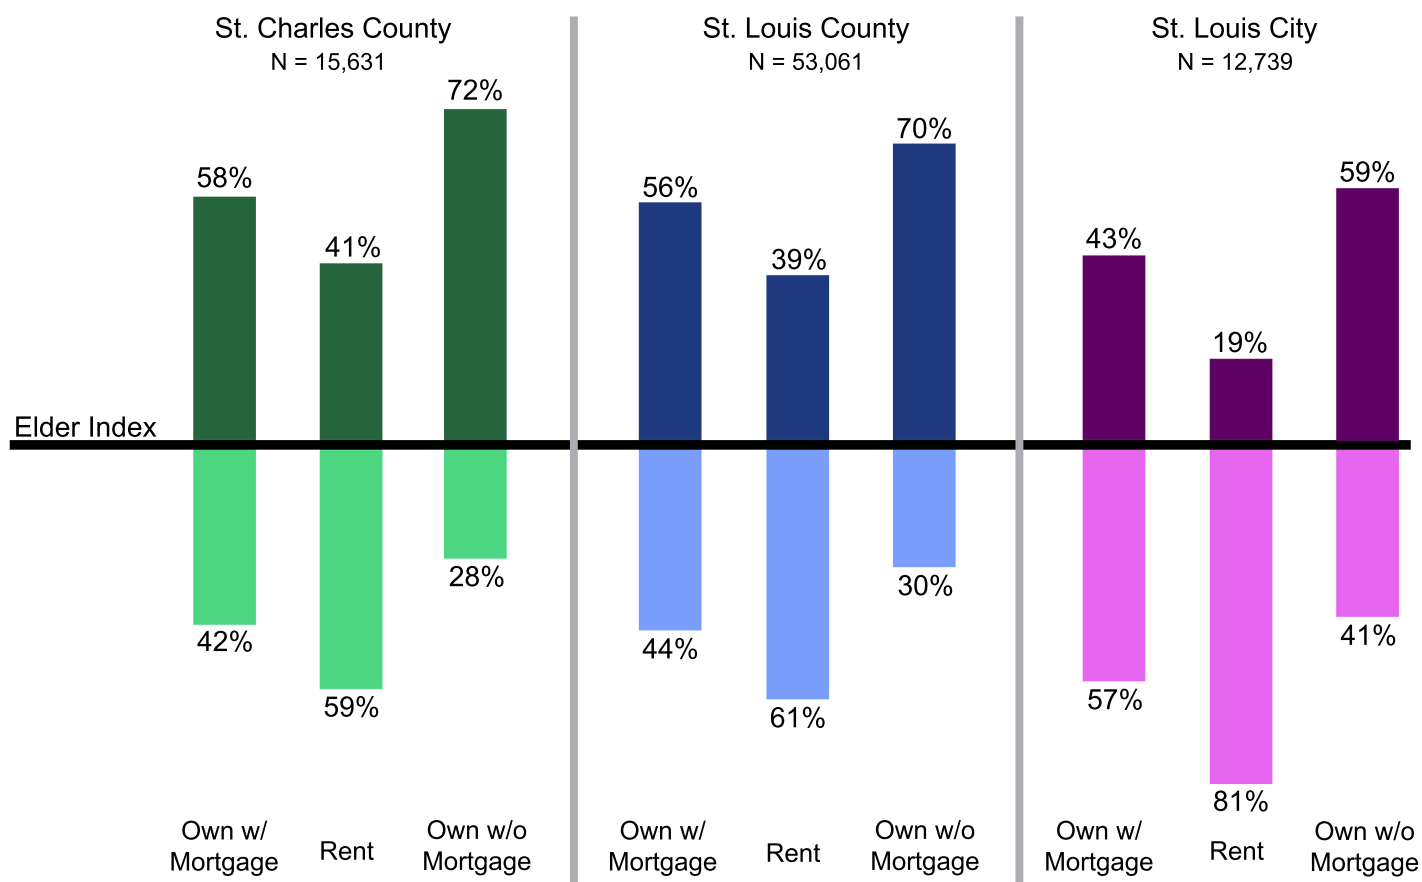 St. Charles County
N = 15,631
72%
58%
41%
Elder Index
42%
59%
28%
Own w/
Mortgage
Rent
Own w/o
Mortgage
St. Louis County
N = 53,061
56%
39%
70%
44%
61%
30%
Own w/
Mortgage
Rent
Own w/o
Mortgage
St. Louis City
N = 12,739
43%
19%
59%
57%
81%
41%
Own w/
Mortgage
Rent
Own w/o
Mortgage